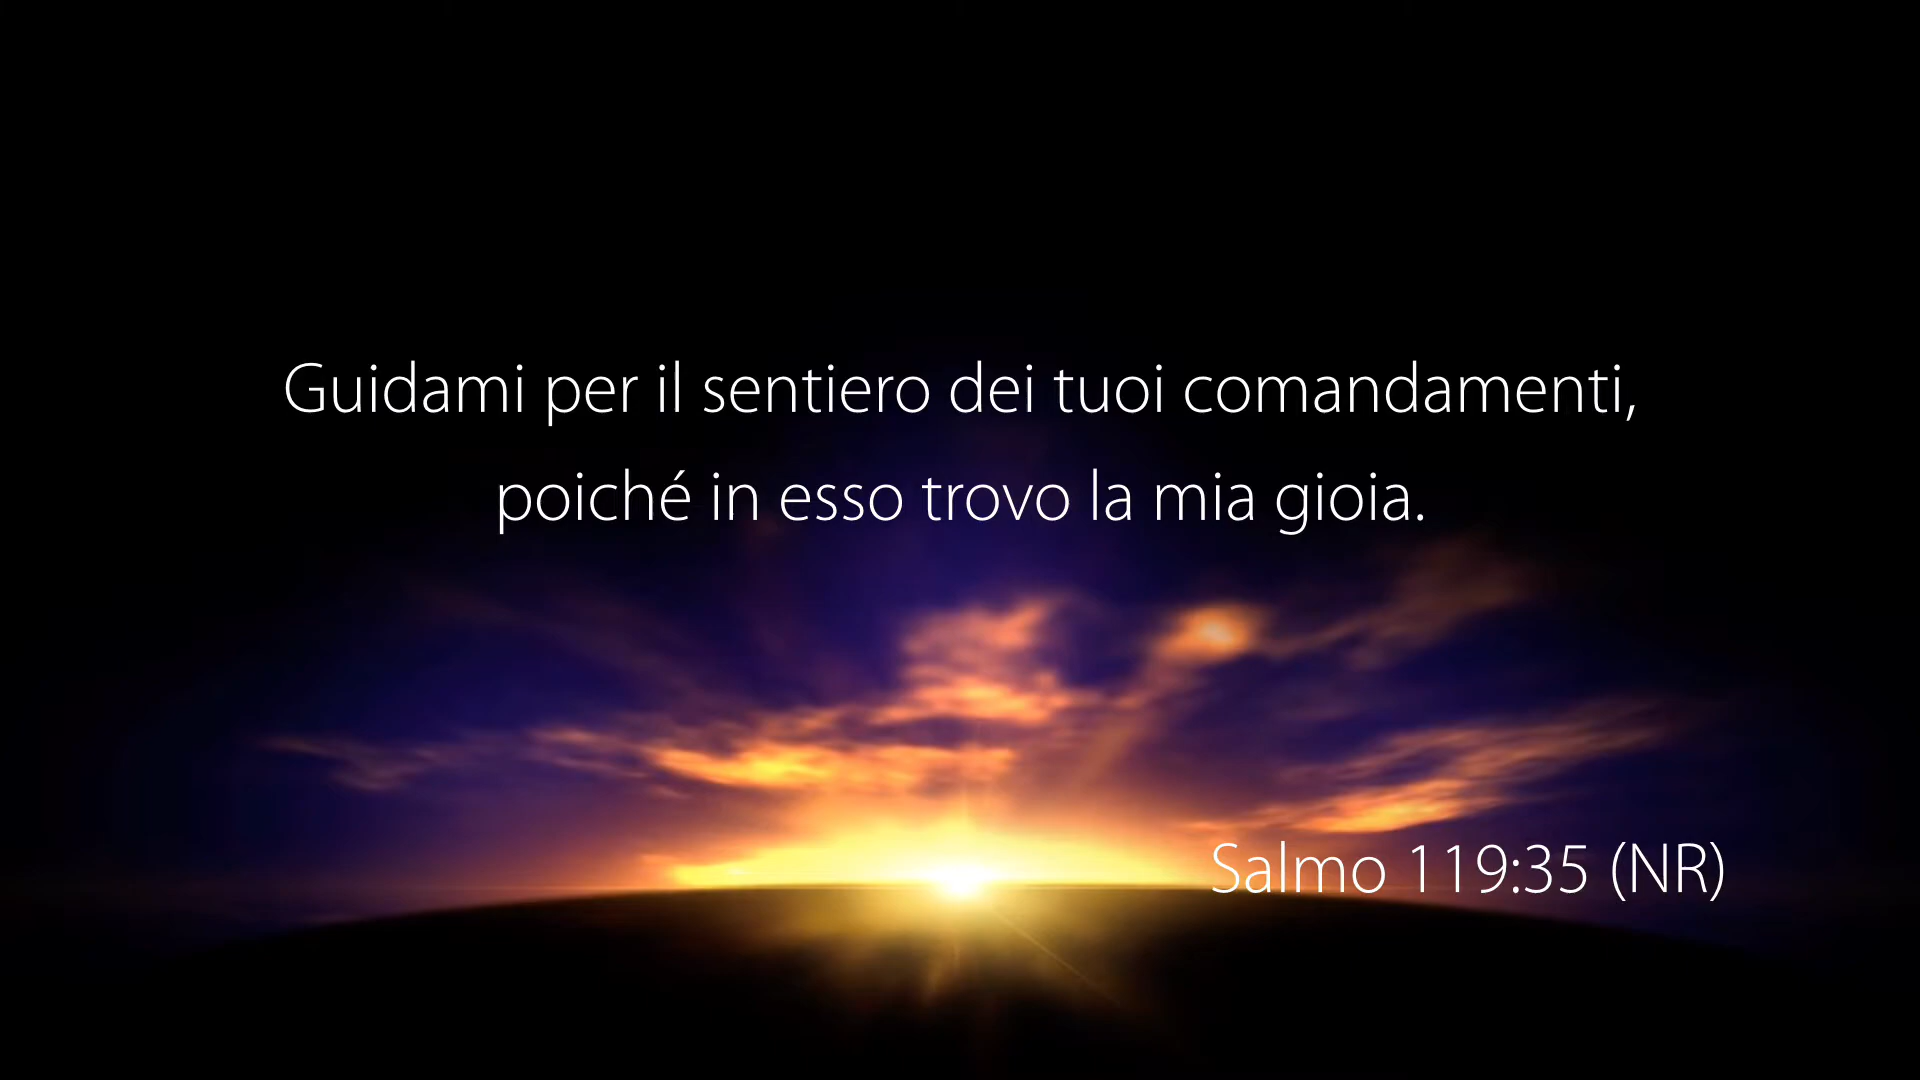 Guidami per il sentiero dei tuoi comandamenti,
poiché in esso trovo la mia gioia.
Salmo 119:35 (NR)